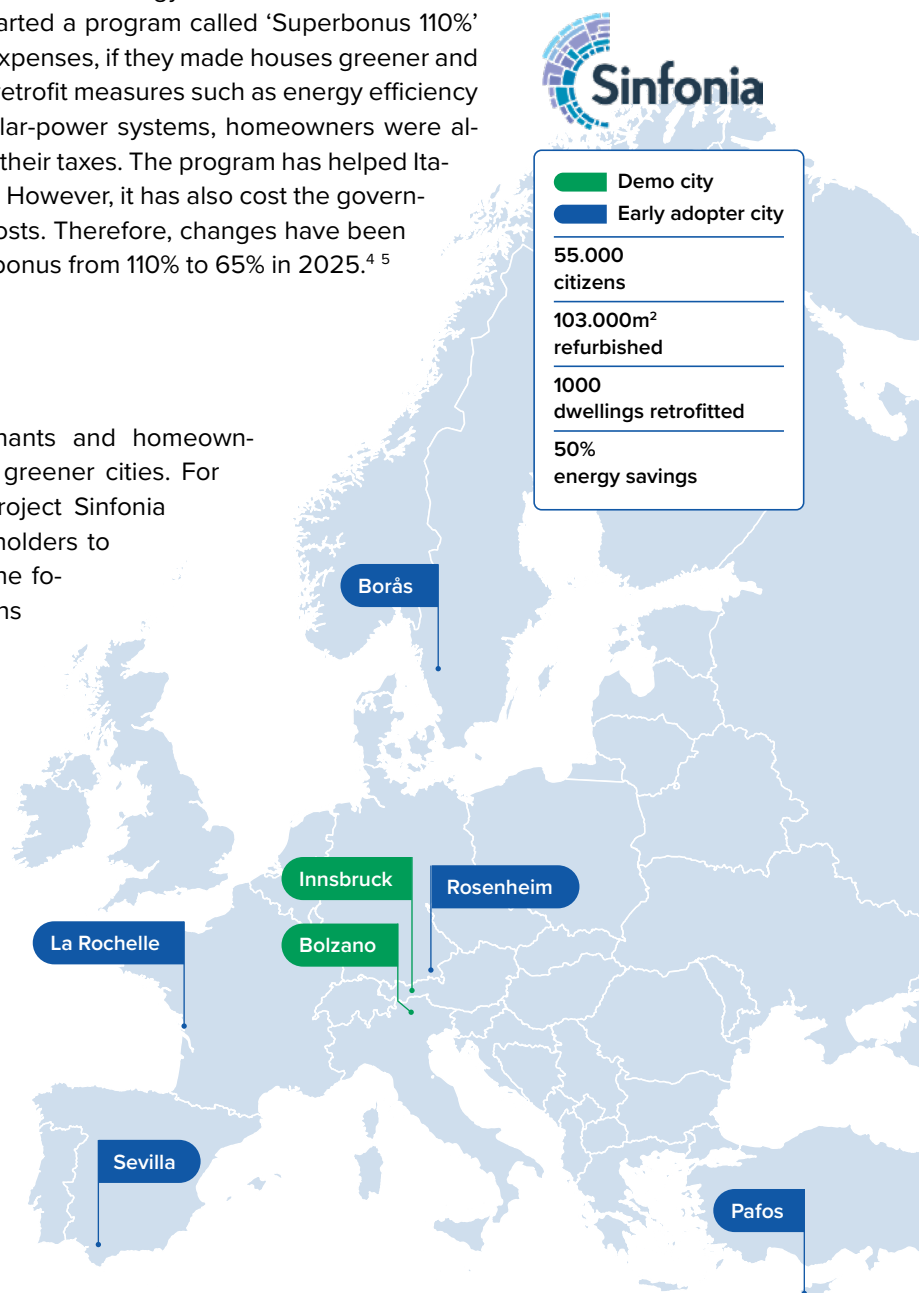 arted a program called ‘Superbonus 110%’
xpenses, if they made houses greener and
etrofit measures such as energy efficiency
lar-power systems, homeowners were al-
their taxes. The program has helped Ita-
However, it has also cost the govern-
osts. Therefore, changes have been
bonus from 110% to 65% in 2025.⁴ ⁵
nants and homeown-
greener cities. For
roject Sinfonia
holders to
ne fo-
ns
Sinfonia
Demo city
Early adopter city
55.000
citizens
103.000m²
refurbished
1000
dwellings retrofitted
50%
energy savings
Borås
Innsbruck
Rosenheim
La Rochelle
Bolzano
Sevilla
Pafos